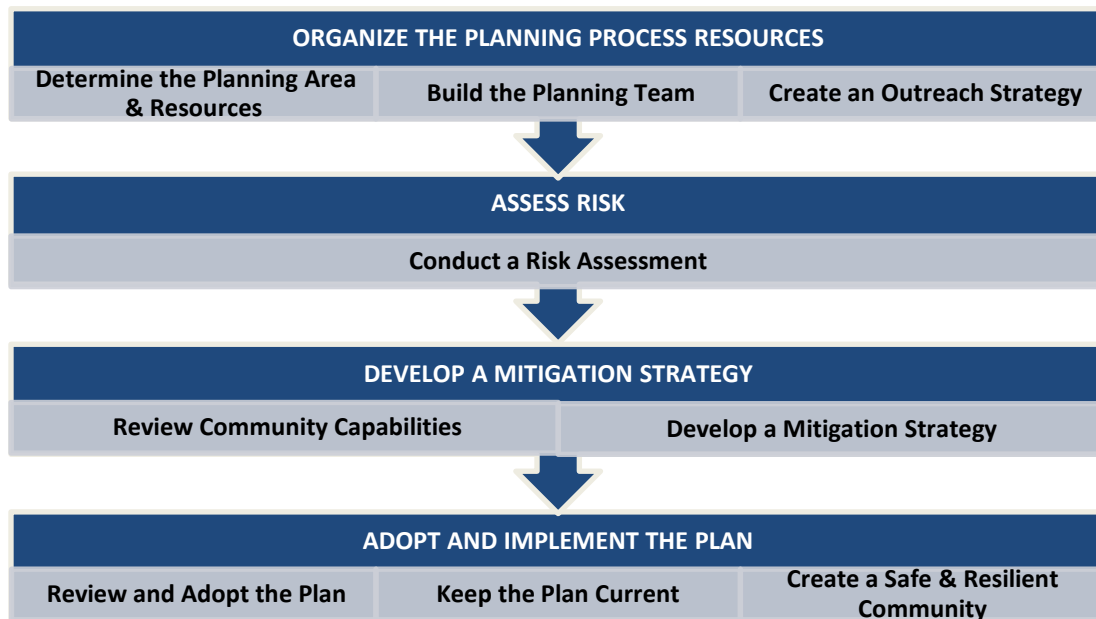 ORGANIZE THE PLANNING PROCESS RESOURCES
Determine the Planning Area
& Resources
Build the Planning Team
Create an Outreach Strategy
ASSESS RISK
Conduct a Risk Assessment
DEVELOP A MITIGATION STRATEGY
Review Community Capabilities
Develop a Mitigation Strategy
ADOPT AND IMPLEMENT THE PLAN
Review and Adopt the Plan
Keep the Plan Current
Create a Safe & Resilient
Community